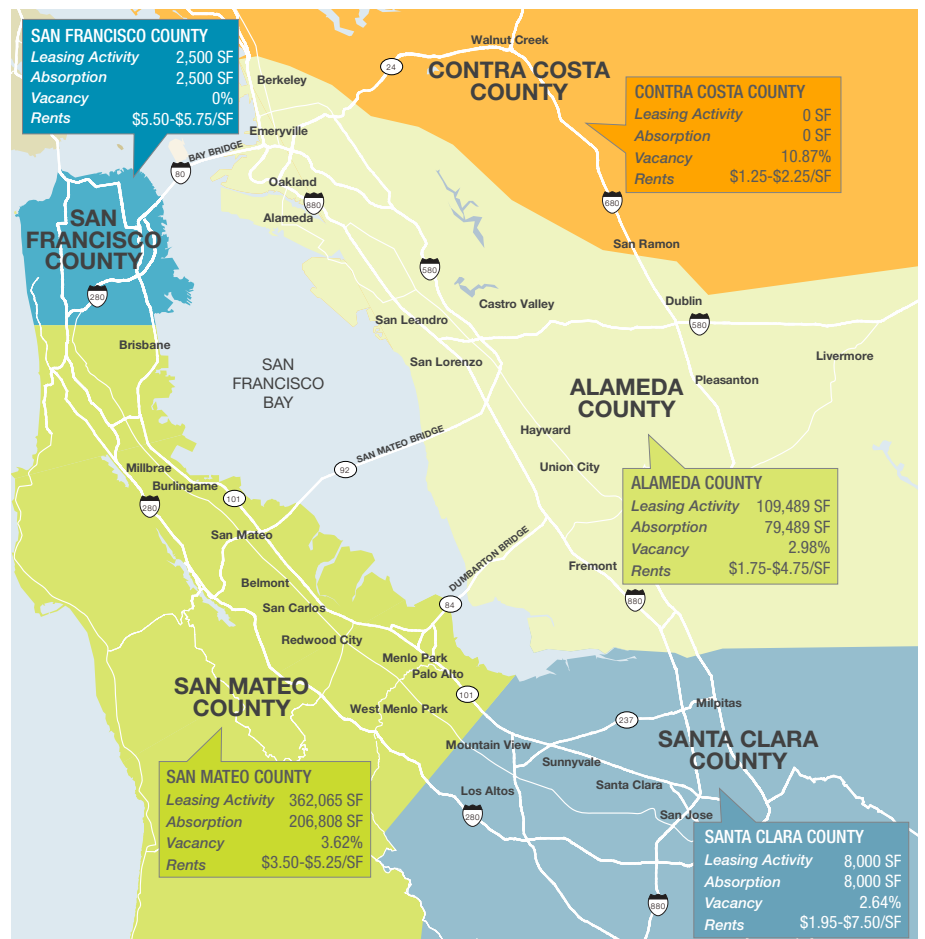 SAN FRANCISCO COUNTY
Leasing Activity 2,500 SF
Absorption 2,500 SF
Vacancy 0%
Rents $5.50-$5.75/SF
Walnut Creek
24
CONTRA COSTA
COUNTY
Berkeley
CONTRA COSTA COUNTY
Leasing Activity 0 SF
Absorption 0 SF
Vacancy 10.87%
Rents $1.25-$2.25/SF
Emeryville
BAY BRIDGE
80
Oakland
880
Alameda
680
SAN
FRANCISCO
COUNTY
280
San Ramon
580
Castro Valley
Dublin
580
San Leandro
Brisbane
San Lorenzo
Livermore
SAN
FRANCISCO
BAY
Pleasanton
ALAMEDA
COUNTY
Hayward
SAN MATEO BRIDGE
92
Union City
Millbrae
Burlingame
101
280
ALAMEDA COUNTY
Leasing Activity 109,489 SF
Absorption 79,489 SF
Vacancy 2.98%
Rents $1.75-$4.75/SF
San Mateo
DUMBARTON BRIDGE
Fremont
880
Belmont
84
San Carlos
Redwood City
Menlo Park
Palo Alto
101
SAN MATEO
COUNTY
West Menlo Park
Milpitas
237
SANTA CLARA
COUNTY
Mountain View
Sunnyvale
Santa Clara
Los Altos
280
San Jose
SAN MATEO COUNTY
Leasing Activity 362,065 SF
Absorption 206,808 SF
Vacancy 3.62%
Rents $3.50-$5.25/SF
SANTA CLARA COUNTY
Leasing Activity 8,000 SF
Absorption 8,000 SF
Vacancy 2.64%
Rents $1.95-$7.50/SF
880